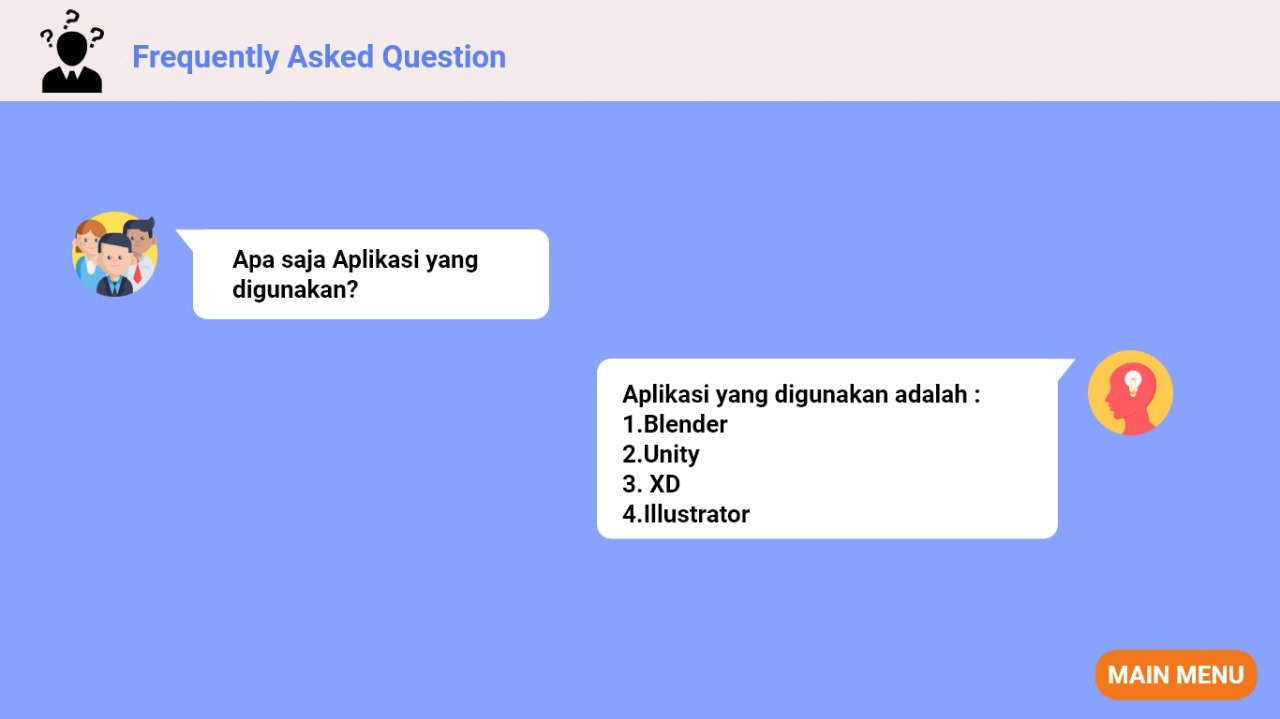 Frequently Asked Question
Apa saja Aplikasi yang
digunakan?
Aplikasi yang digunakan adalah :
1.Blender
2.Unity
3. XD
4.Illustrator
MAIN MENU